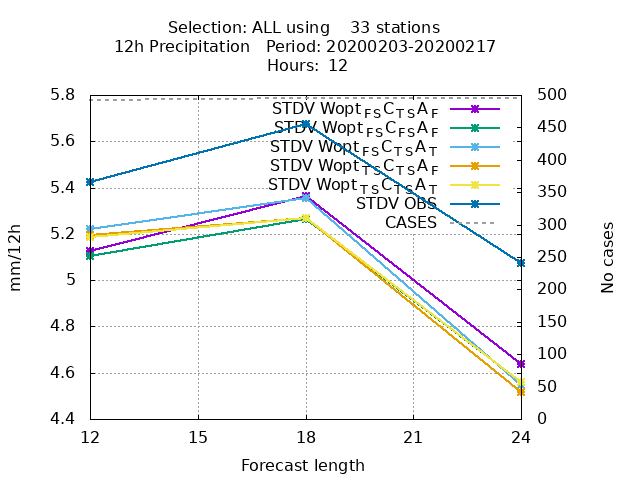 Selection: ALL using    33 stations
12h Precipitation   Period: 20200203-20200217
Hours:  12
5.8
5.6
5.4
5.2
5
4.8
4.6
4.4
mm/12h
500
450
400
350
300
250
200
150
100
50
0
No cases
STDV Wopt_FS C_TS A_F
STDV Wopt_FS C_FS A_F
STDV Wopt_FS C_TS A_T
STDV Wopt_TS C_TS A_F
STDV Wopt_TS C_TS A_T
STDV OBS
CASES
12 15 18 21 24
Forecast length